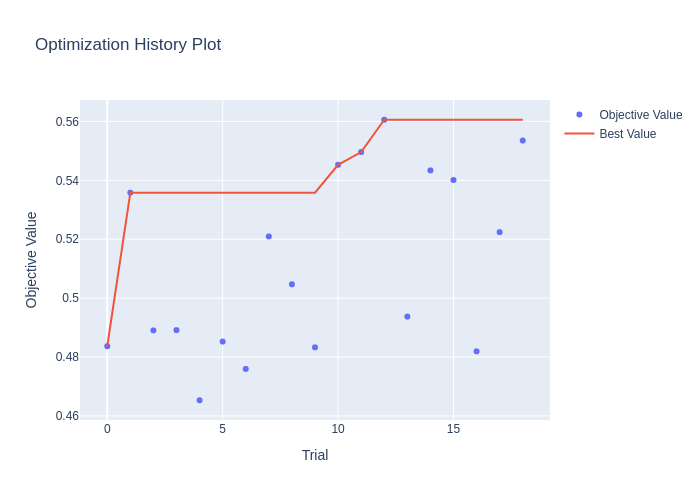 Optimization History Plot
Objective Value
Best Value
0.56
0.54
0.52
0.5
0.48
0.46
Objective Value
0
5
10
15
Trial